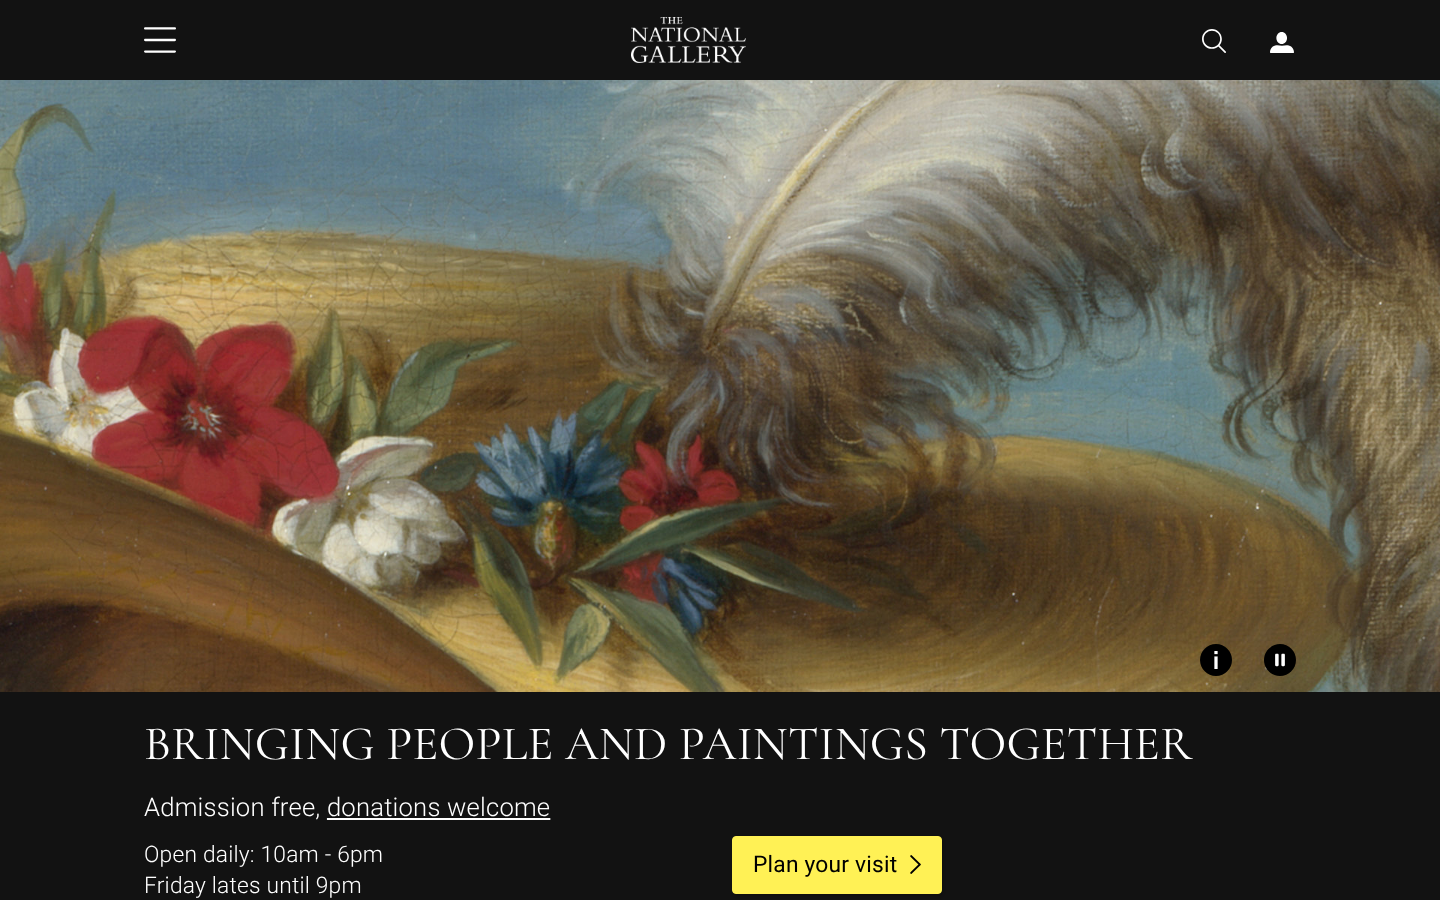 THE
NATIONAL
GALLERY
BRINGING PEOPLE AND PAINTINGS TOGETHER
Admission free, donations welcome
Open daily: 10am - 6pm
Friday lates until 9pm
Plan your visit